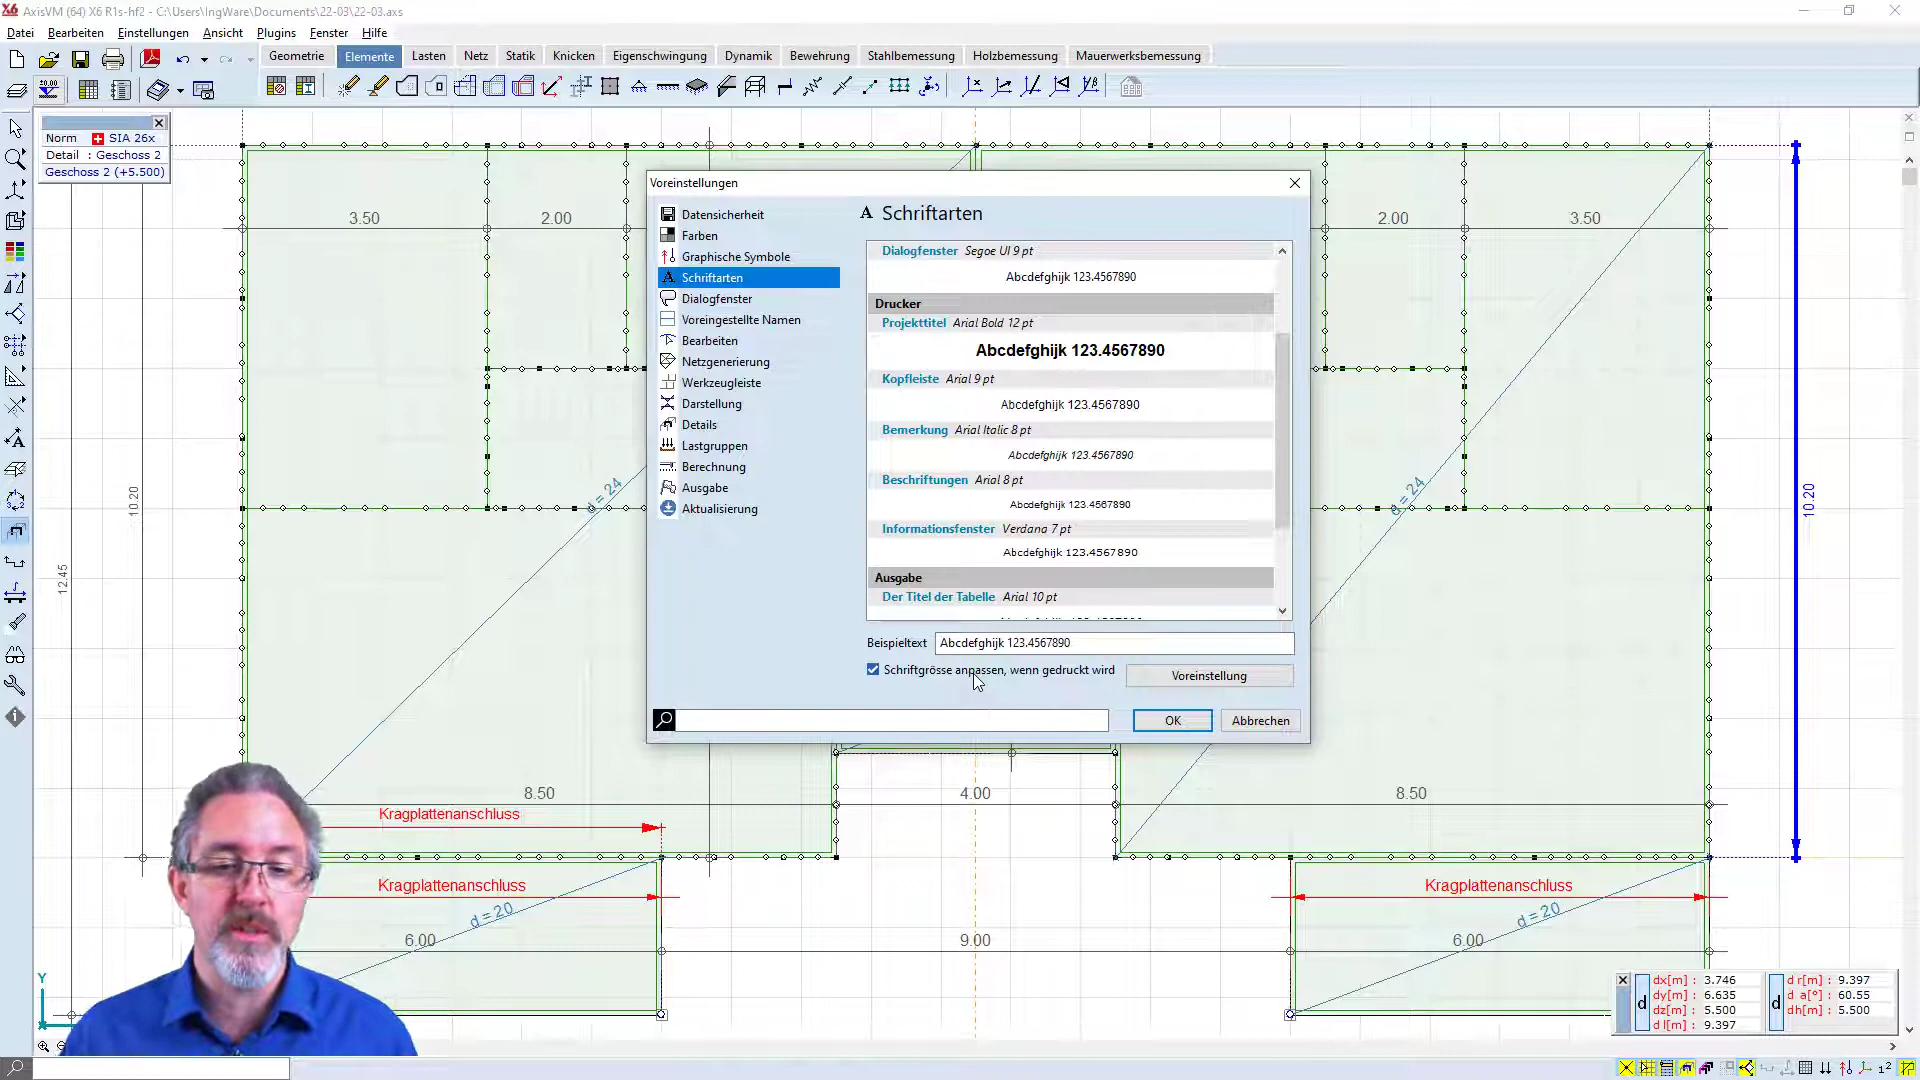 AxisVM (64) X6 R1s-hf2 - C:\Users\IngWare\Documents\22-03\22-03.axs
Datei Bearbeiten Einstellungen Ansicht Plugins Fenster Hilfe
Geometrie Elemente Lasten Netz Statik Knicken Eigenschwingung Dynamik Bewehrung Stahlbemessung Holzbemessung Mauerwerksbemessung
Norm SIA 26x
Detail : Geschoss 2
Geschoss 2 (+5.500)
3.50 2.00 2.00 3.50
Voreinstellungen
Datensicherheit
Farben
Graphische Symbole
Schriftarten
Dialogfenster
Voreingestellte Namen
Bearbeiten
Netzgenerierung
Werkzeugleiste
Darstellung
Details
Lastgruppen
Berechnung
Ausgabe
Aktualisierung
A Schriftarten
Dialogfenster Segoe UI 9 pt
Abcdefghijk 123.4567890
Drucker
Projekttitel Arial Bold 12 pt
Abcdefghijk 123.4567890
Kopfleiste Arial 9 pt
Abcdefghijk 123.4567890
Bemerkung Arial Italic 8 pt
Abcdefghijk 123.4567890
Beschriftungen Arial 8 pt
Abcdefghijk 123.4567890
Informationsfenster Verdana 7 pt
Abcdefghijk 123.4567890
Ausgabe
Der Titel der Tabelle Arial 10 pt
Beispieltext Abcdefghijk 123.4567890
Schriftgrösse anpassen, wenn gedruckt wird
Voreinstellung
OK Abbrechen
d = 24 d = 24
10.20 10.20
12.45
8.50 4.00 8.50
Kragplattenanschluss
Kragplattenanschluss Kragplattenanschluss
d = 20 d = 20
6.00 9.00 6.00
Y
d
dx[m] : 3.746
dy[m] : 6.635
dz[m] : 5.500
d l[m] : 9.397
d
d r[m] : 9.397
d a[°] : 60.55
dh[m] : 5.500